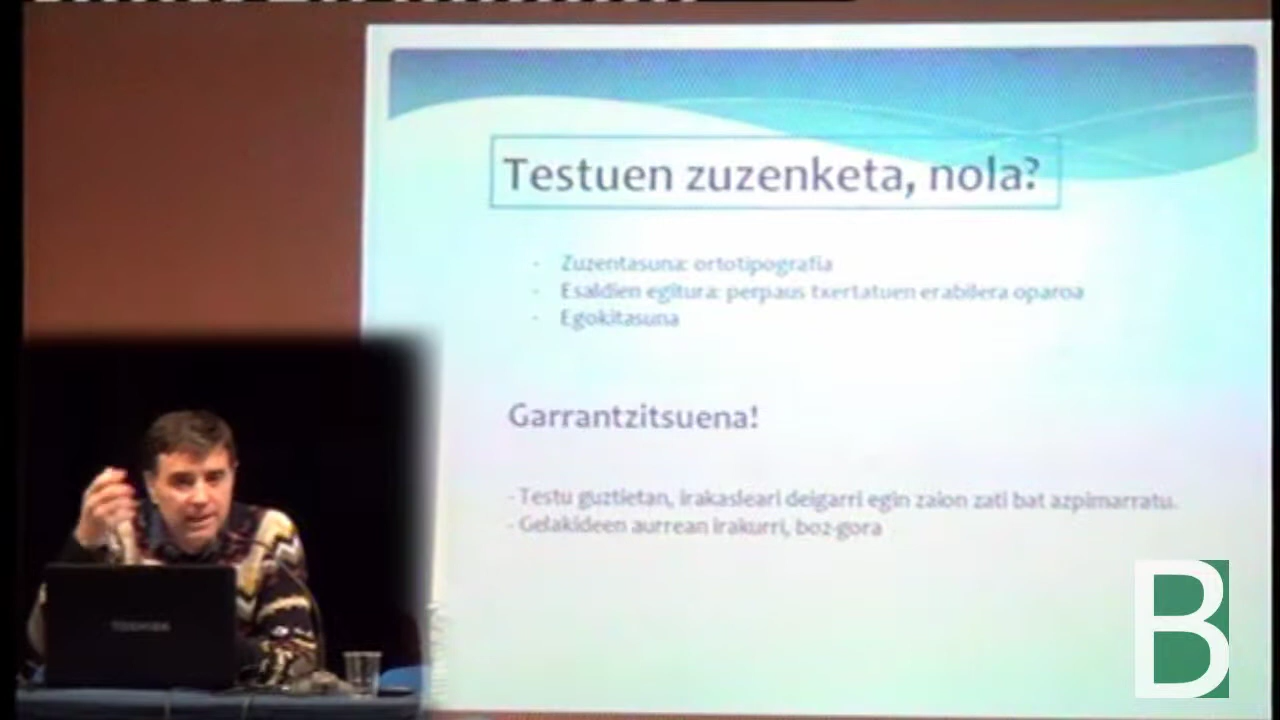 Testuen zuzenketa, nola?
- Zuzentasuna: ortotipografia
- Esaldien egitura: perpaus txertatuen erabilera oparoa
- Egokitasuna
Garrantzitsuena!
- Testu guztietan, irakasleari deigarri egin zaion zati bat azpimarratu.
- Gelakideen aurrean irakurri, boz-gora
TOSHIBA
B